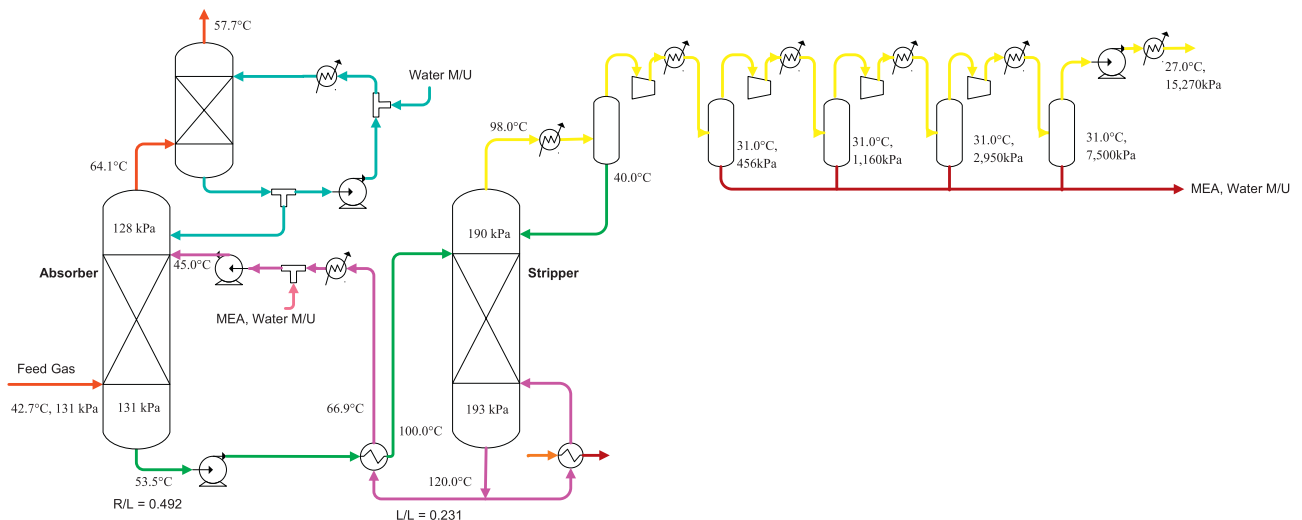 57.7°C
Water M/U
98.0°C
27.0°C,
15,270kPa
31.0°C,
456kPa
31.0°C,
1,160kPa
31.0°C,
2,950kPa
31.0°C,
7,500kPa
64.1°C
40.0°C
MEA, Water M/U
128 kPa
190 kPa
Absorber
45.0°C
Stripper
MEA, Water M/U
Feed Gas
42.7°C, 131 kPa
131 kPa
66.9°C
100.0°C
193 kPa
53.5°C
120.0°C
R/L = 0.492
L/L = 0.231